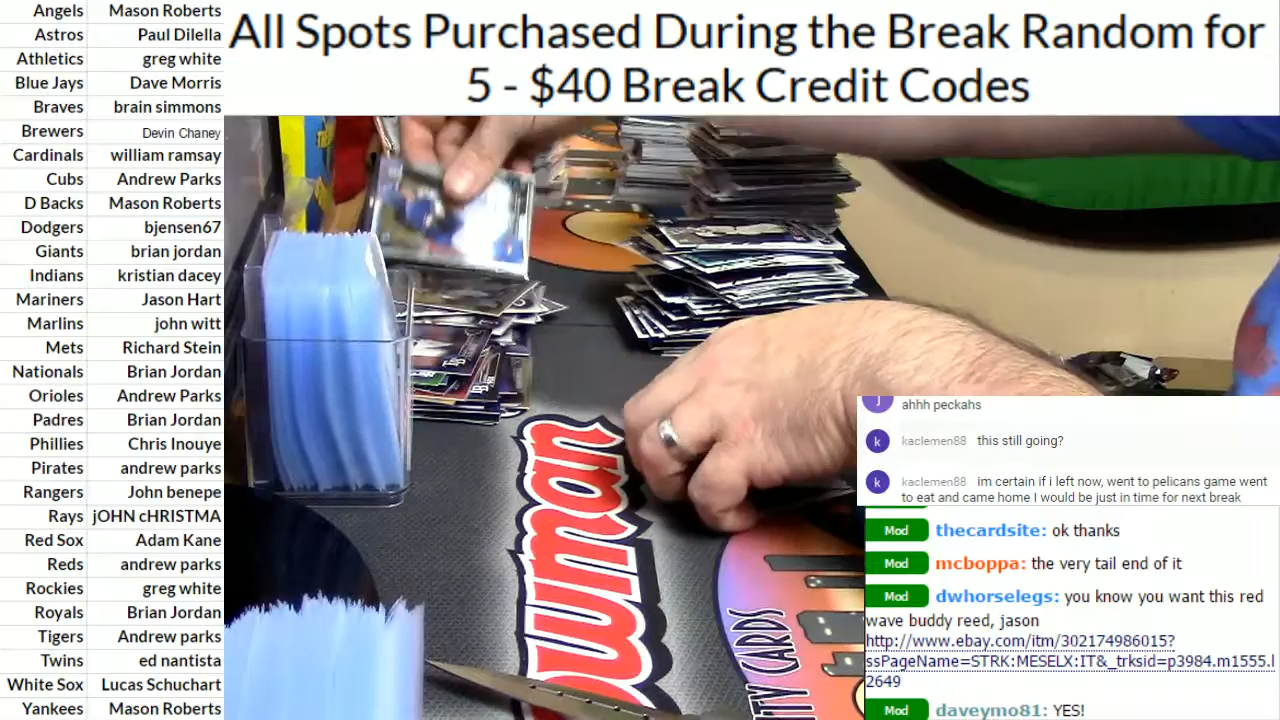 All Spots Purchased During the Break Random for
5 - $40 Break Credit Codes
Angels Mason Roberts
Astros Paul Dilella
Athletics greg white
Blue Jays Dave Morris
Braves brain simmons
Brewers Devin Chaney
Cardinals william ramsay
Cubs Andrew Parks
D Backs Mason Roberts
Dodgers bjensen67
Giants brian jordan
Indians kristian dacey
Mariners Jason Hart
Marlins john witt
Mets Richard Stein
Nationals Brian Jordan
Orioles Andrew Parks
Padres Brian Jordan
Phillies Chris Inouye
Pirates andrew parks
Rangers John benepe
Rays jOHN cHRISTMA
Red Sox Adam Kane
Reds andrew parks
Rockies greg white
Royals Brian Jordan
Tigers Andrew parks
Twins ed nantista
White Sox Lucas Schuchart
Yankees Mason Roberts
owman
ITY CARDS
j ahhh peckahs
k kaclemen88 this still going?
k kaclemen88 im certain if i left now, went to pelicans game went
to eat and came home I would be just in time for next break
Mod thecardsite: ok thanks
Mod mcboppa: the very tail end of it
Mod dwhorselegs: you know you want this red
wave buddy reed, jason
http://www.ebay.com/itm/302174986015?
ssPageName=STRK:MESELX:IT&_trksid=p3984.m1555.l
2649
Mod daveymo81: YES!